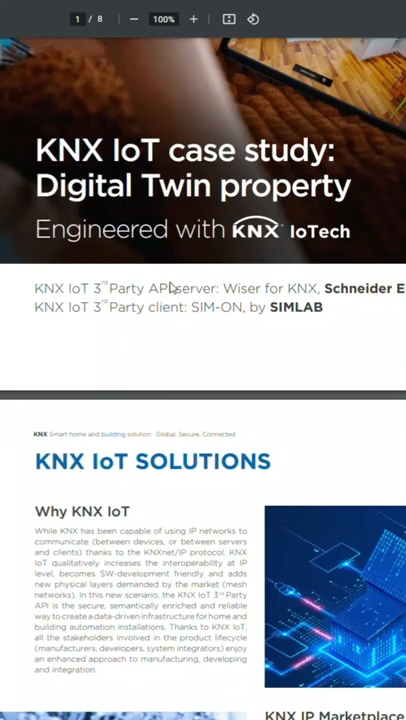 1 / 8 100%
KNX IoT case study:
Digital Twin property
Engineered with KNX IoTech
KNX IoT 3rd Party API server: Wiser for KNX, Schneider E
KNX IoT 3rd Party client: SIM-ON, by SIMLAB
KNX Smart home and building solution : Global. Secure. Connected
KNX IoT SOLUTIONS
Why KNX IoT
While KNX has been capable of using IP networks to
communicate (between devices, or between servers
and clients) thanks to the KNXnet/IP protocol, KNX
IoT qualitatively increases the interoperability at IP
level, becomes SW-development friendly and adds
new physical layers demanded by the market (mesh
networks). In this new scenario, the KNX IoT 3rd Party
API is the secure, semantically enriched and reliable
way to create a data-driven infrastructure for home and
building automation installations. Thanks to KNX IoT,
all the stakeholders involved in the product lifecycle
(manufacturers, developers, system integrators) enjoy
an enhanced approach to manufacturing, developing
and integration
KNX IP Marketplace